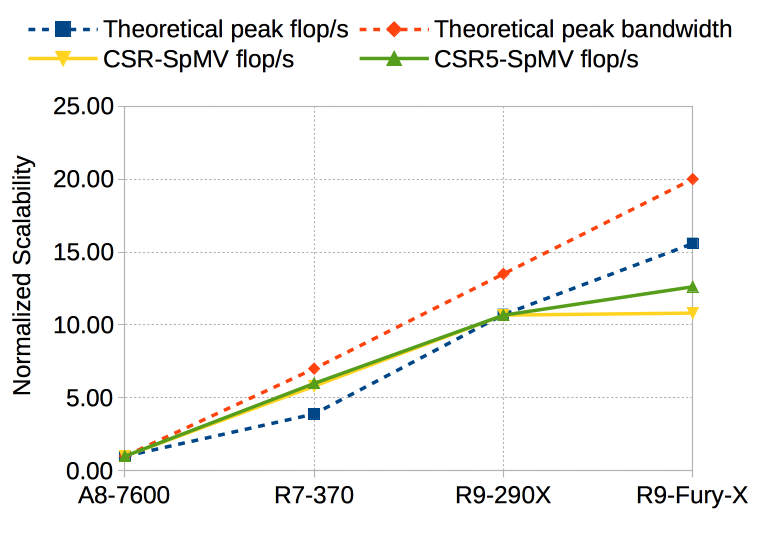 Theoretical peak flop/s Theoretical peak bandwidth
CSR-SpMV flop/s CSR5-SpMV flop/s
25.00
20.00
15.00
10.00
5.00
0.00
Normalized Scalability
A8-7600 R7-370 R9-290X R9-Fury-X